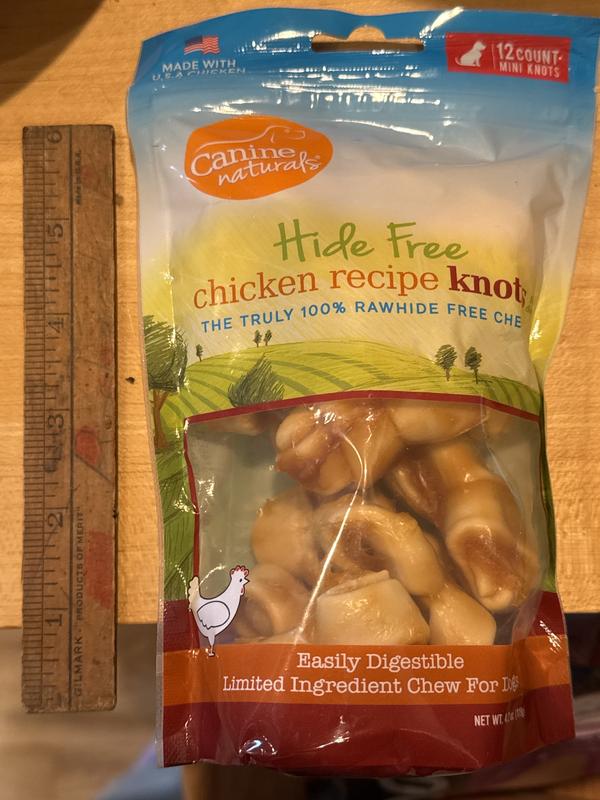 MADE WITH
U.S.A CHICKEN
12 COUNT
MINI KNOTS
Canine
naturals®
Hide Free
chicken recipe knots
THE TRULY 100% RAWHIDE FREE CHE
Easily Digestible
Limited Ingredient Chew For Dogs
NET WT.
6
5
4
3
2
1
MADE IN U.S.A.
GILMARK "PRODUCTS OF MERIT"